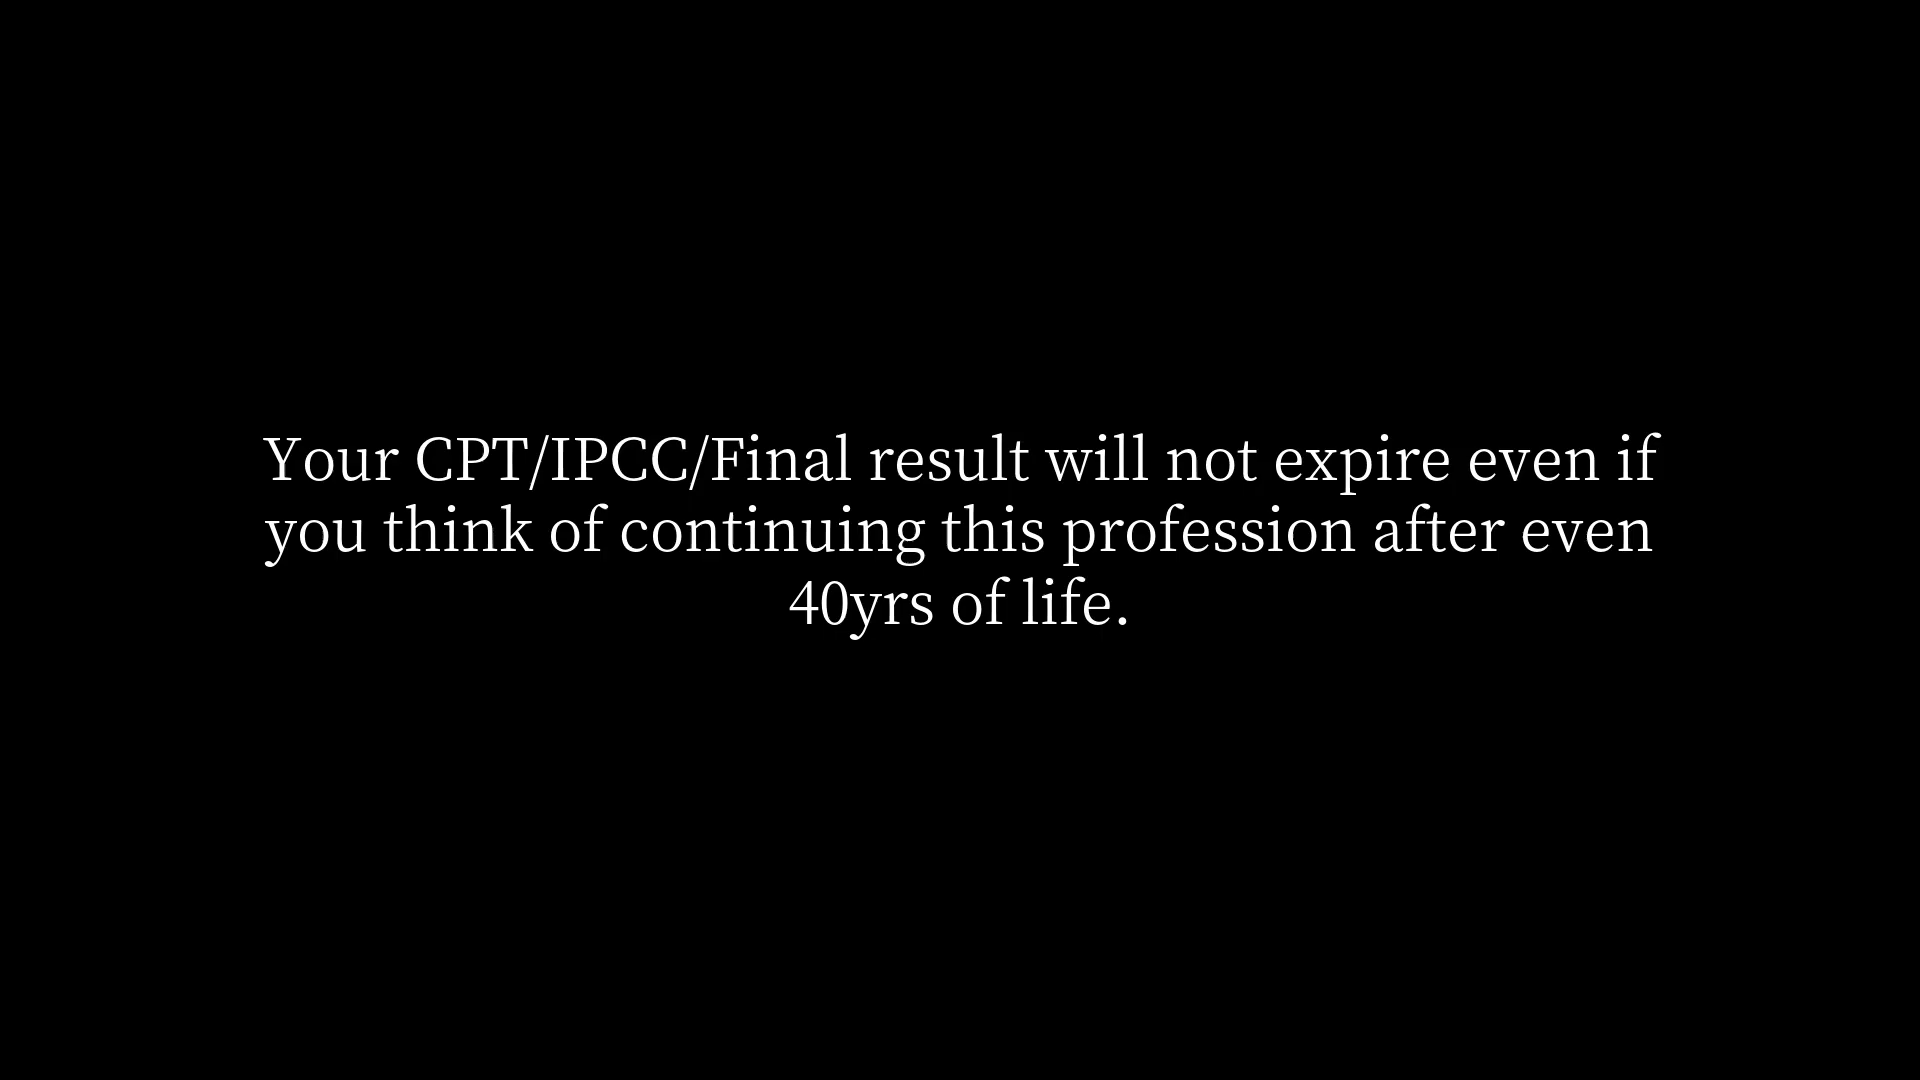 Your CPT/IPCC/Final result will not expire even if
you think of continuing this profession after even
40yrs of life.